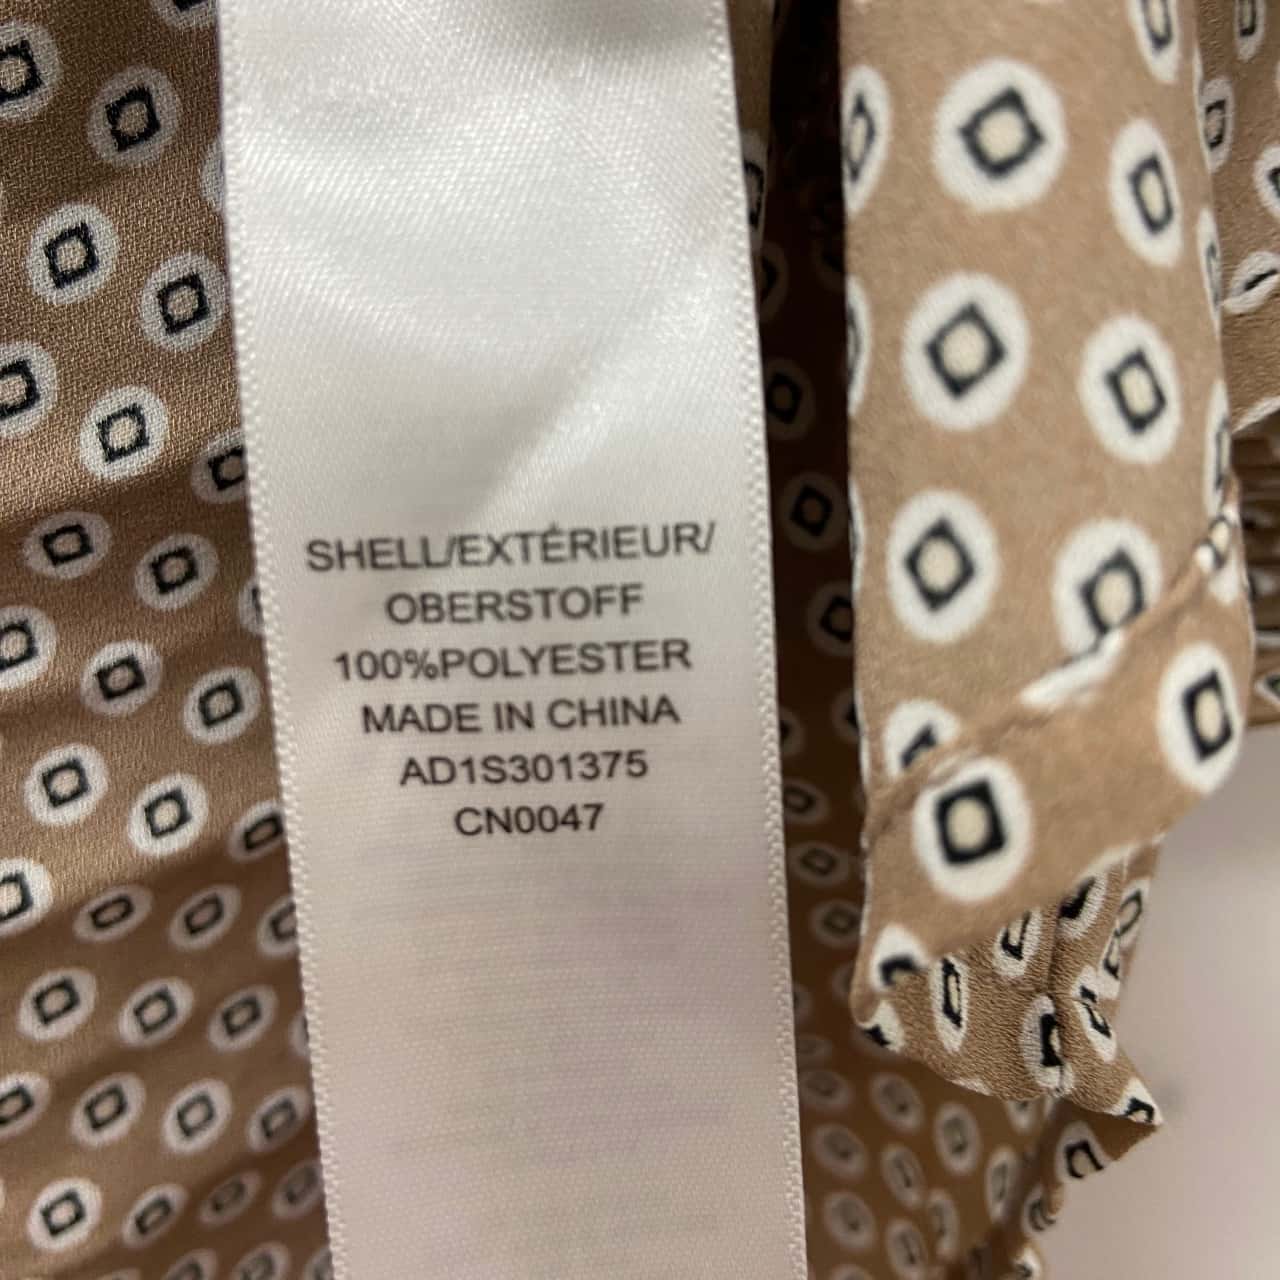 SHELL/EXTÉRIEUR/
OBERSTOFF
100%POLYESTER
MADE IN CHINA
AD1S301375
CN0047